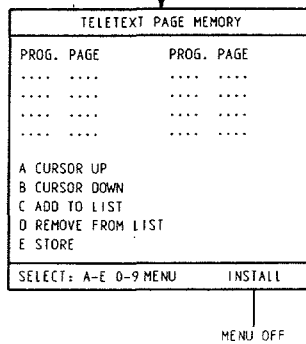 TELETEXT PAGE MEMORY
PROG. PAGE PROG. PAGE
.... .... .... ....
.... .... .... ....
.... .... .... ....
.... .... .... ....
A CURSOR UP
B CURSOR DOWN
C ADD TO LIST
D REMOVE FROM LIST
E STORE
SELECT: A-E 0-9 MENU INSTALL
MENU OFF